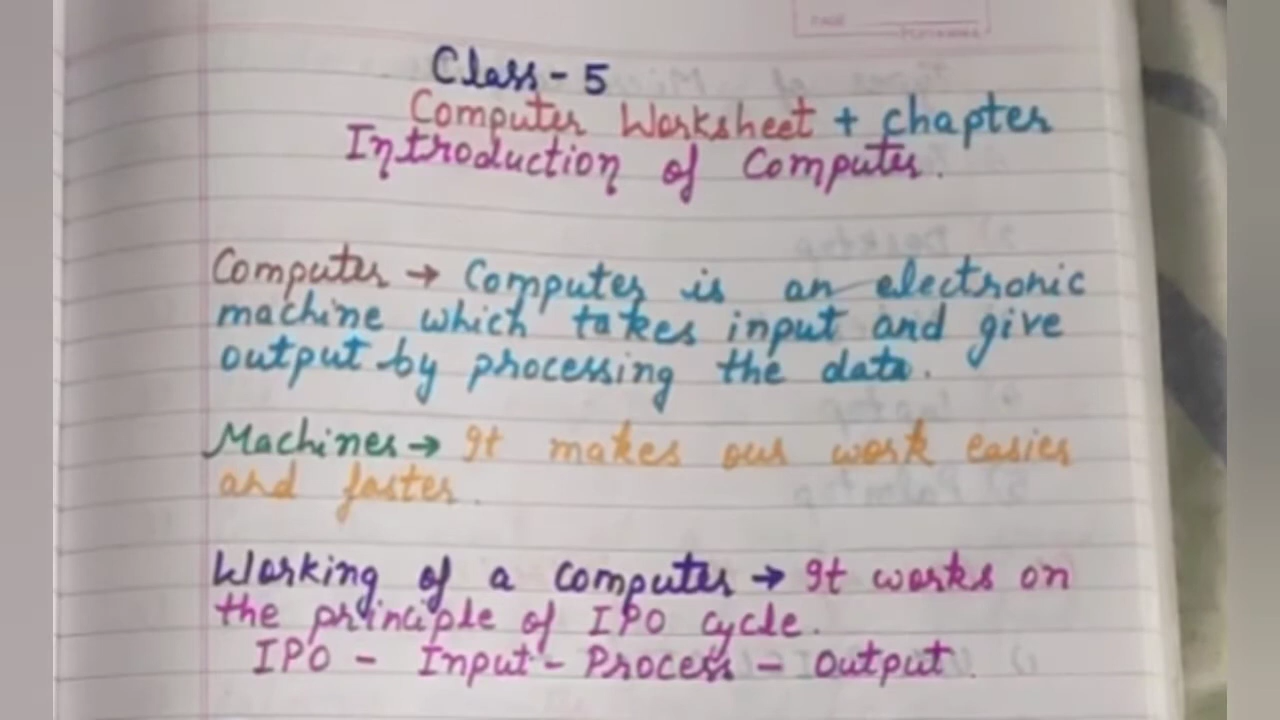 Class - 5
Computer Worksheet + chapter
Introduction of Computer.
Computer → Computer is an electronic
machine which takes input and give
output by processing the data.
Machines → It makes our work easier
and faster.
Working of a Computer → It works on
the principle of IPO cycle.
IPO - Input - Process - Output.